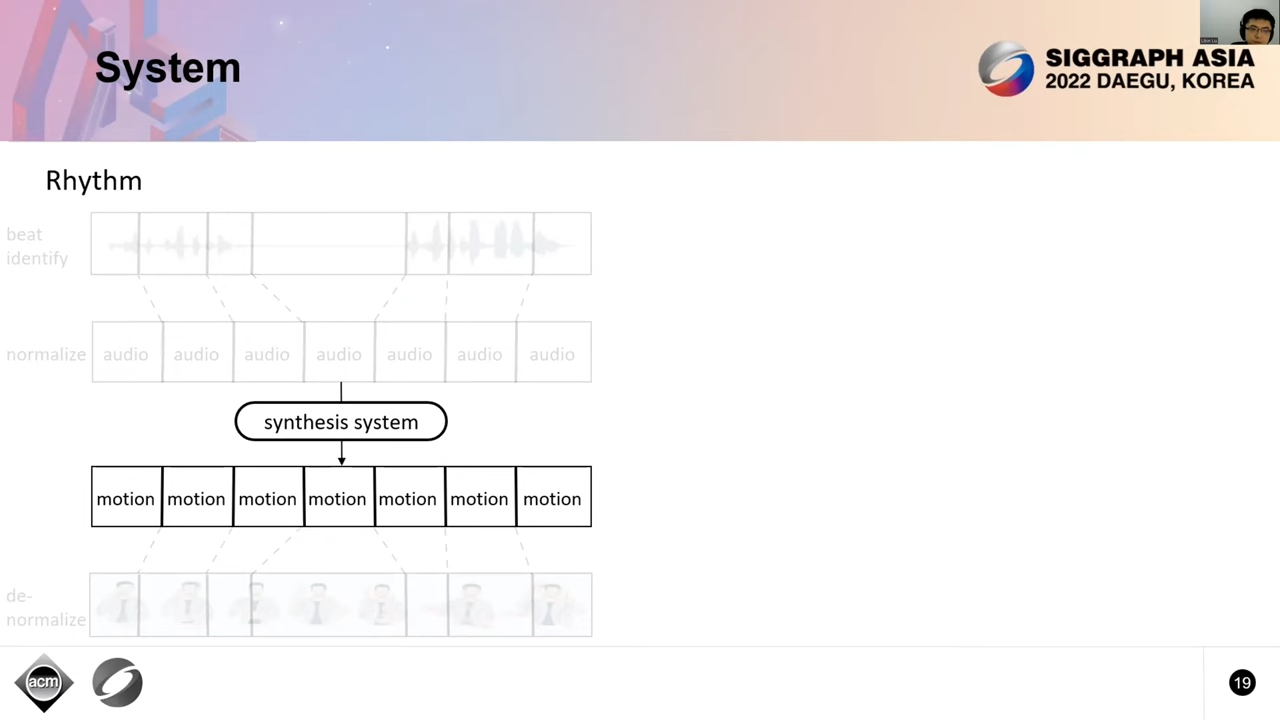 System
SIGGRAPH ASIA
2022 DAEGU, KOREA
Rhythm
beat
identify
normalize
audio audio audio audio audio audio audio
synthesis system
motion motion motion motion motion motion motion
de-
normalize
acm
19